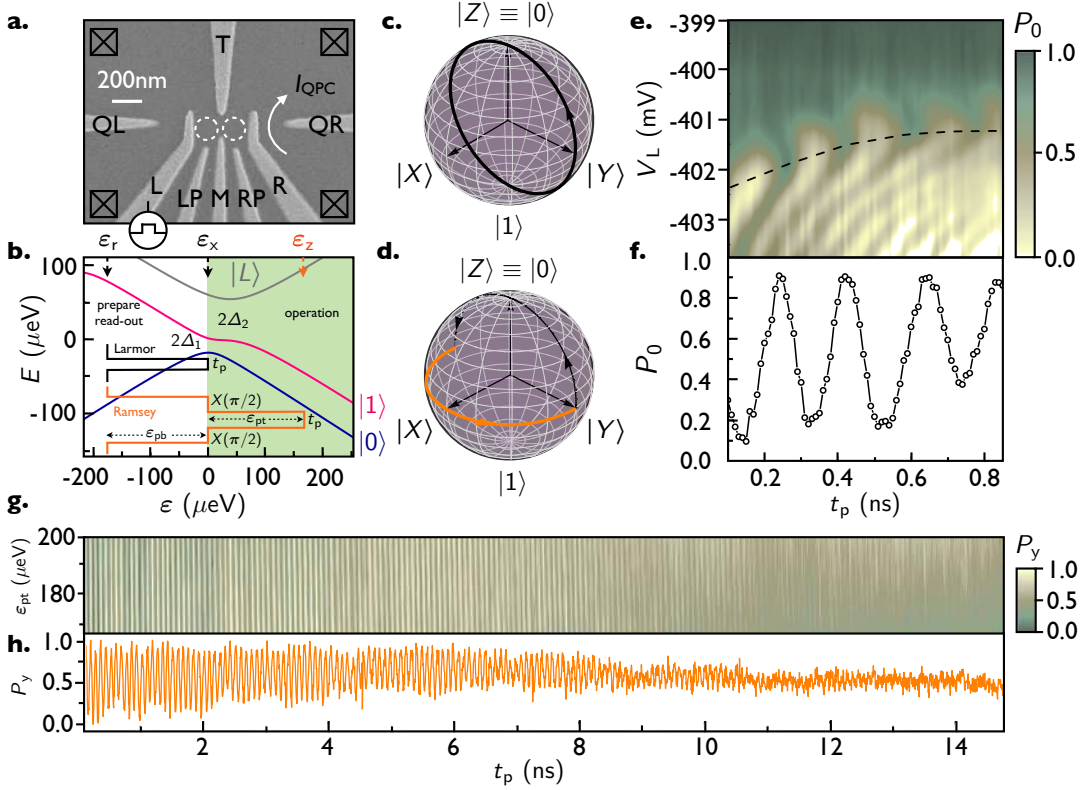 a.
T
200nm
I_QPC
QL
QR
L
LP
M
RP
R
b.
ε_r
ε_x
ε_z
110
0
-100
E (μeV)
|L⟩
prepare
read-out
operation
2Δ_2
2Δ_1
Larmor
t_p
Ramsey
X(π/2)
ε_pt
t_p
ε_pb
X(π/2)
|1⟩
|0⟩
-200 -100 0 100 200
ε (μeV)
c.
|Z⟩ ≡ |0⟩
|X⟩
|Y⟩
|1⟩
d.
|Z⟩ ≡ |0⟩
|X⟩
|Y⟩
|1⟩
e.
-399
-400
-401
-402
-403
V_L (mV)
P_0
0
0.5
1.0
f.
1.0
0.8
0.6
0.4
0.2
0.0
P_0
0.2 0.4 0.6 0.8
t_p (ns)
g.
200
180
ε_pt (μeV)
P_y
1.0
0.5
0.0
h.
1.0
0.5
0.0
P_y
2 4 6 8 10 12 14
t_p (ns)